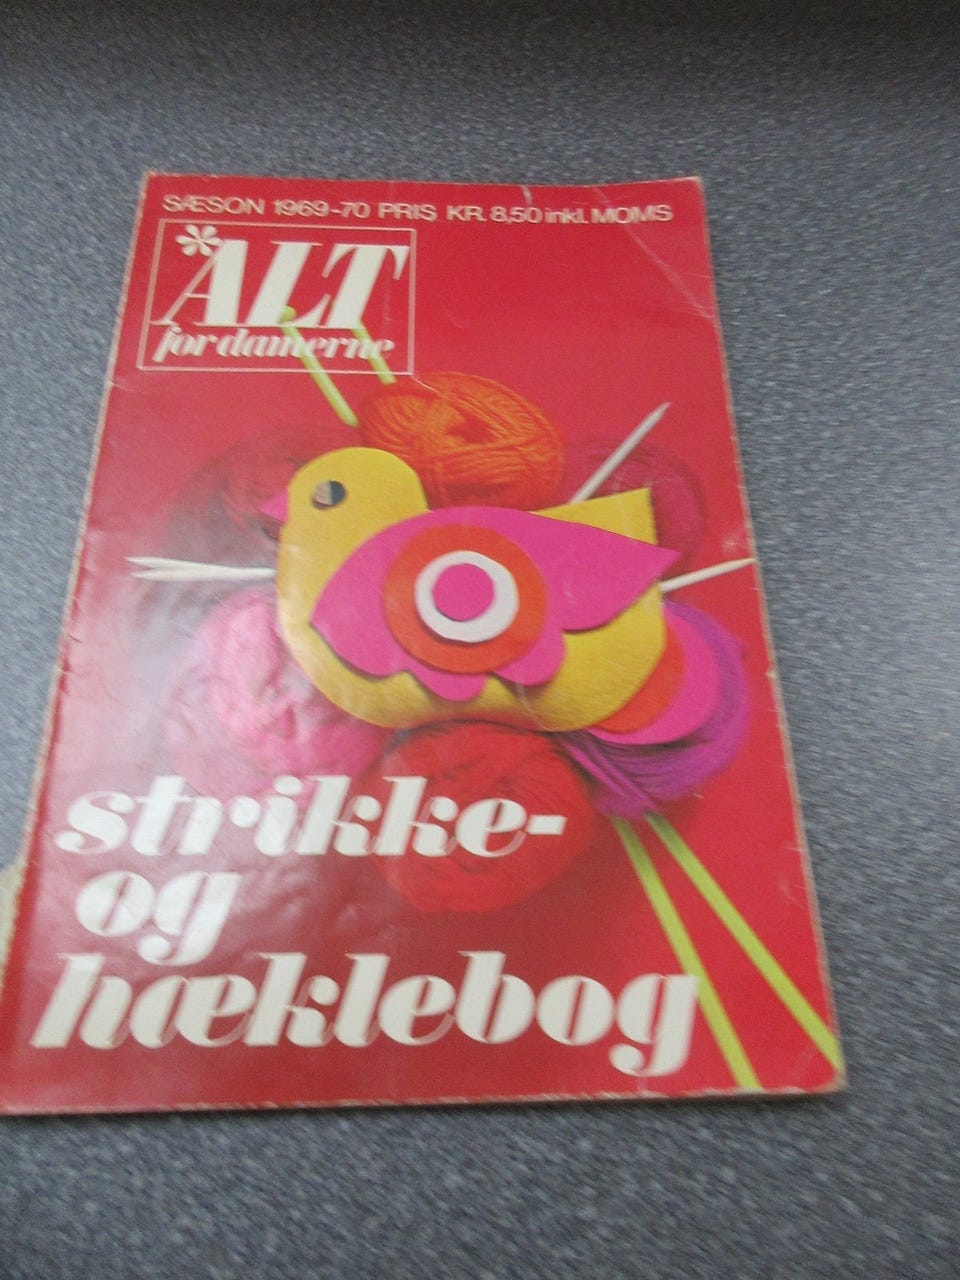 SÆSON 1969-70 PRIS KR. 8,50 inkl. MOMS
*ALT
for damerne
strikke-
og
hæklebog